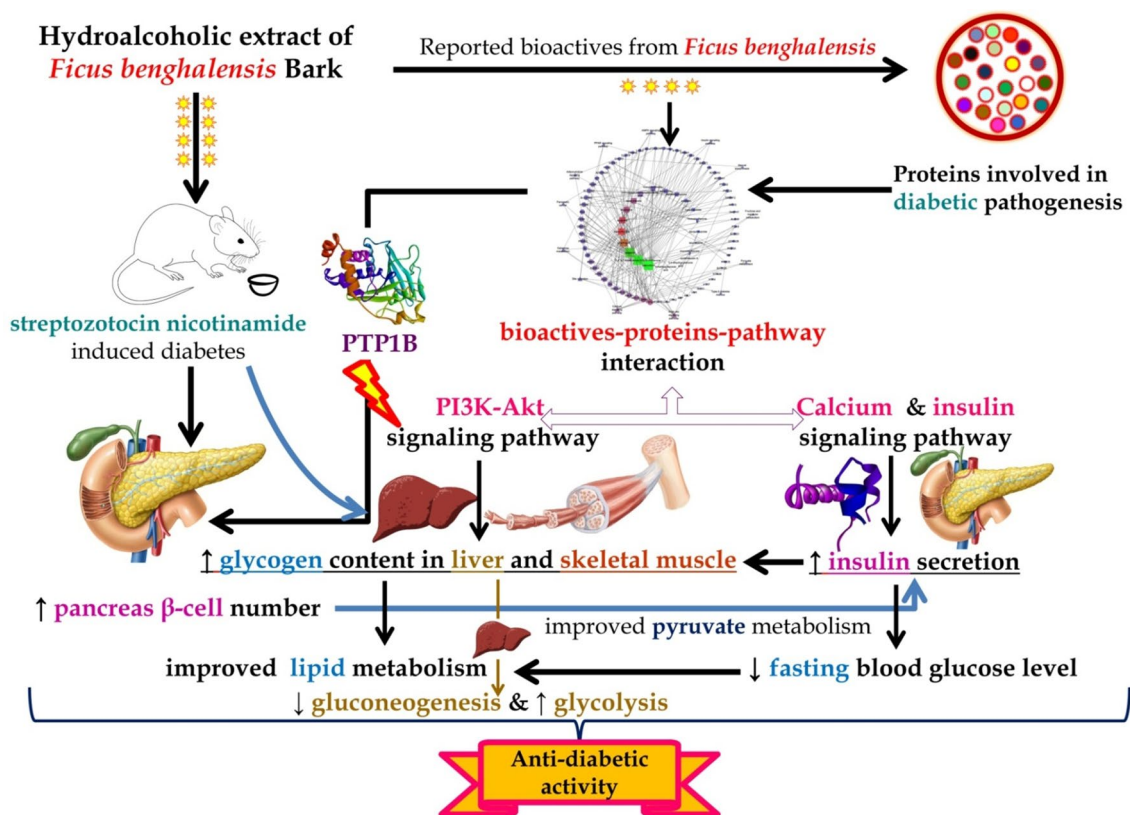 Hydroalcoholic extract of
Ficus benghalensis Bark
Reported bioactives from Ficus benghalensis
Proteins involved in
diabetic pathogenesis
streptozotocin nicotinamide
induced diabetes
PTP1B
bioactives-proteins-pathway
interaction
PI3K-Akt
signaling pathway
Calcium & insulin
signaling pathway
↑ glycogen content in liver and skeletal muscle
↑ insulin secretion
↑ pancreas β-cell number
improved pyruvate metabolism
improved lipid metabolism
↓ fasting blood glucose level
↓ gluconeogenesis & ↑ glycolysis
Anti-diabetic
activity